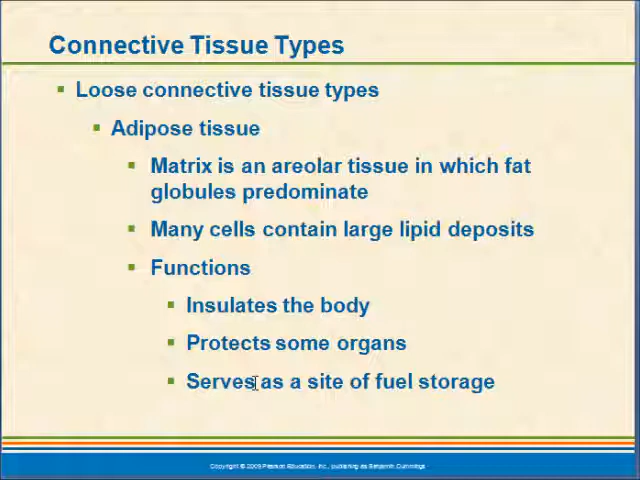 Connective Tissue Types
Loose connective tissue types
Adipose tissue
Matrix is an areolar tissue in which fat
globules predominate
Many cells contain large lipid deposits
Functions
Insulates the body
Protects some organs
Serves as a site of fuel storage
Copyright © 2009 Pearson Education, Inc., publishing as Benjamin Cummings